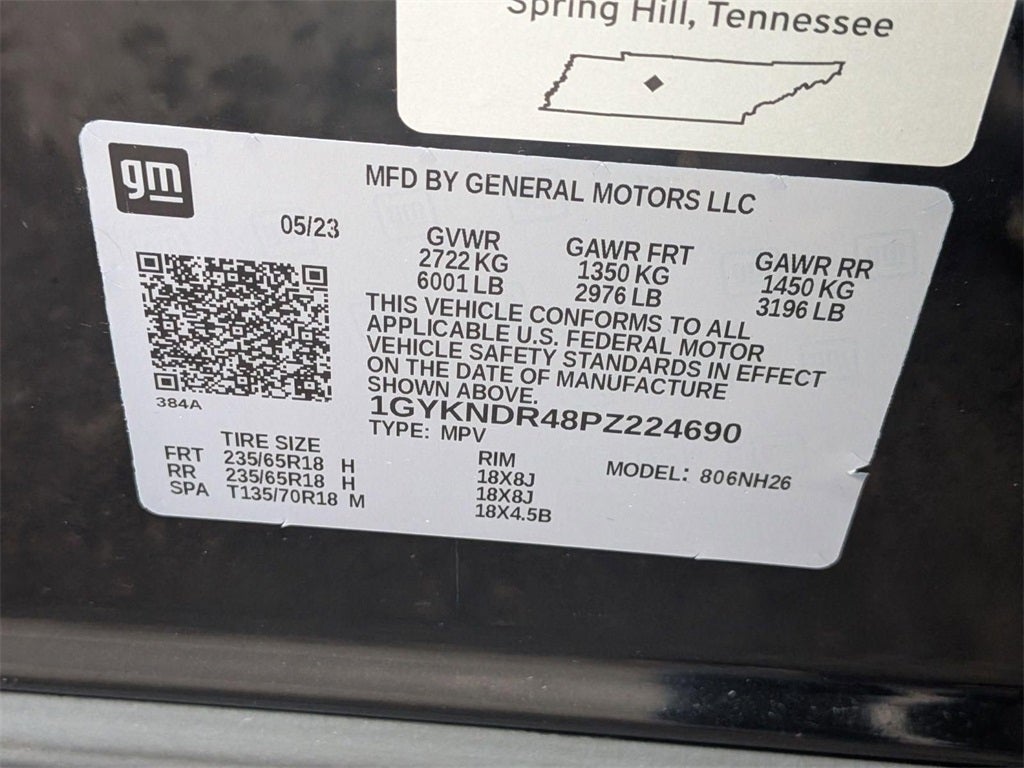 Spring Hill, Tennessee
gm
MFD BY GENERAL MOTORS LLC
05/23
GVWR GAWR FRT GAWR RR
2722 KG 1350 KG 1450 KG
6001 LB 2976 LB 3196 LB
THIS VEHICLE CONFORMS TO ALL
APPLICABLE U.S. FEDERAL MOTOR
VEHICLE SAFETY STANDARDS IN EFFECT
ON THE DATE OF MANUFACTURE
SHOWN ABOVE.
384A
1GYKNDR48PZ224690
TYPE: MPV
TIRE SIZE RIM MODEL: 806NH26
FRT 235/65R18 H 18X8J
RR 235/65R18 H 18X8J
SPA T135/70R18 M 18X4.5B